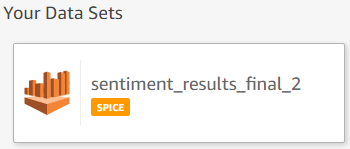 Your Data Sets
sentiment_results_final_2
SPICE